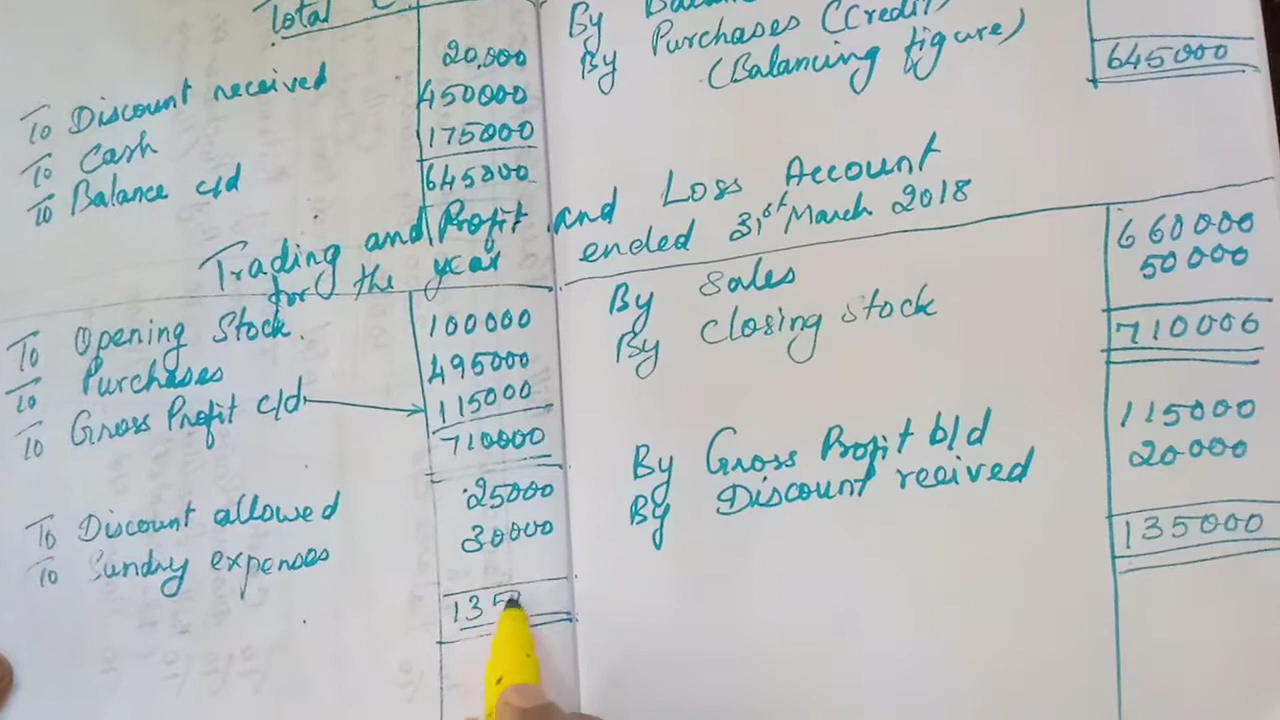 Total
20,000
To Discount received 450000
To Cash 175000
To Balance c/d 645000
By
By Purchases (Credit)
(Balancing figure)
645000
Trading and Profit and Loss Account
for the year ended 31st March 2018
To Opening Stock 100000
To Purchases 495000
To Gross Profit c/d 115000
710000
To Discount allowed 25000
To Sundry expenses 30000
135
By Sales 660000
By Closing stock 50000
710000
By Gross Profit b/d 115000
By Discount received 20000
135000